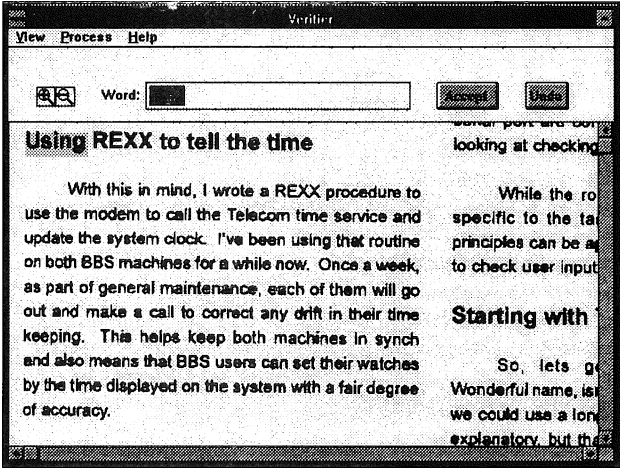 Verifier
View Process Help
Word:
Accept
Undo
Using REXX to tell the time
With this in mind, I wrote a REXX procedure to
use the modem to call the Telecom time service and
update the system clock. I've been using that routine
on both BBS machines for a while now. Once a week,
as part of general maintenance, each of them will go
out and make a call to correct any drift in their time
keeping. This helps keep both machines in synch
and also means that BBS users can set their watches
by the time displayed on the system with a fair degree
of accuracy.
looking at checking
While the ro
specific to the ta
principles can be a
to check user input
Starting with
So, lets g
Wonderful name, isn
we could use a lon
explanatory, but tha